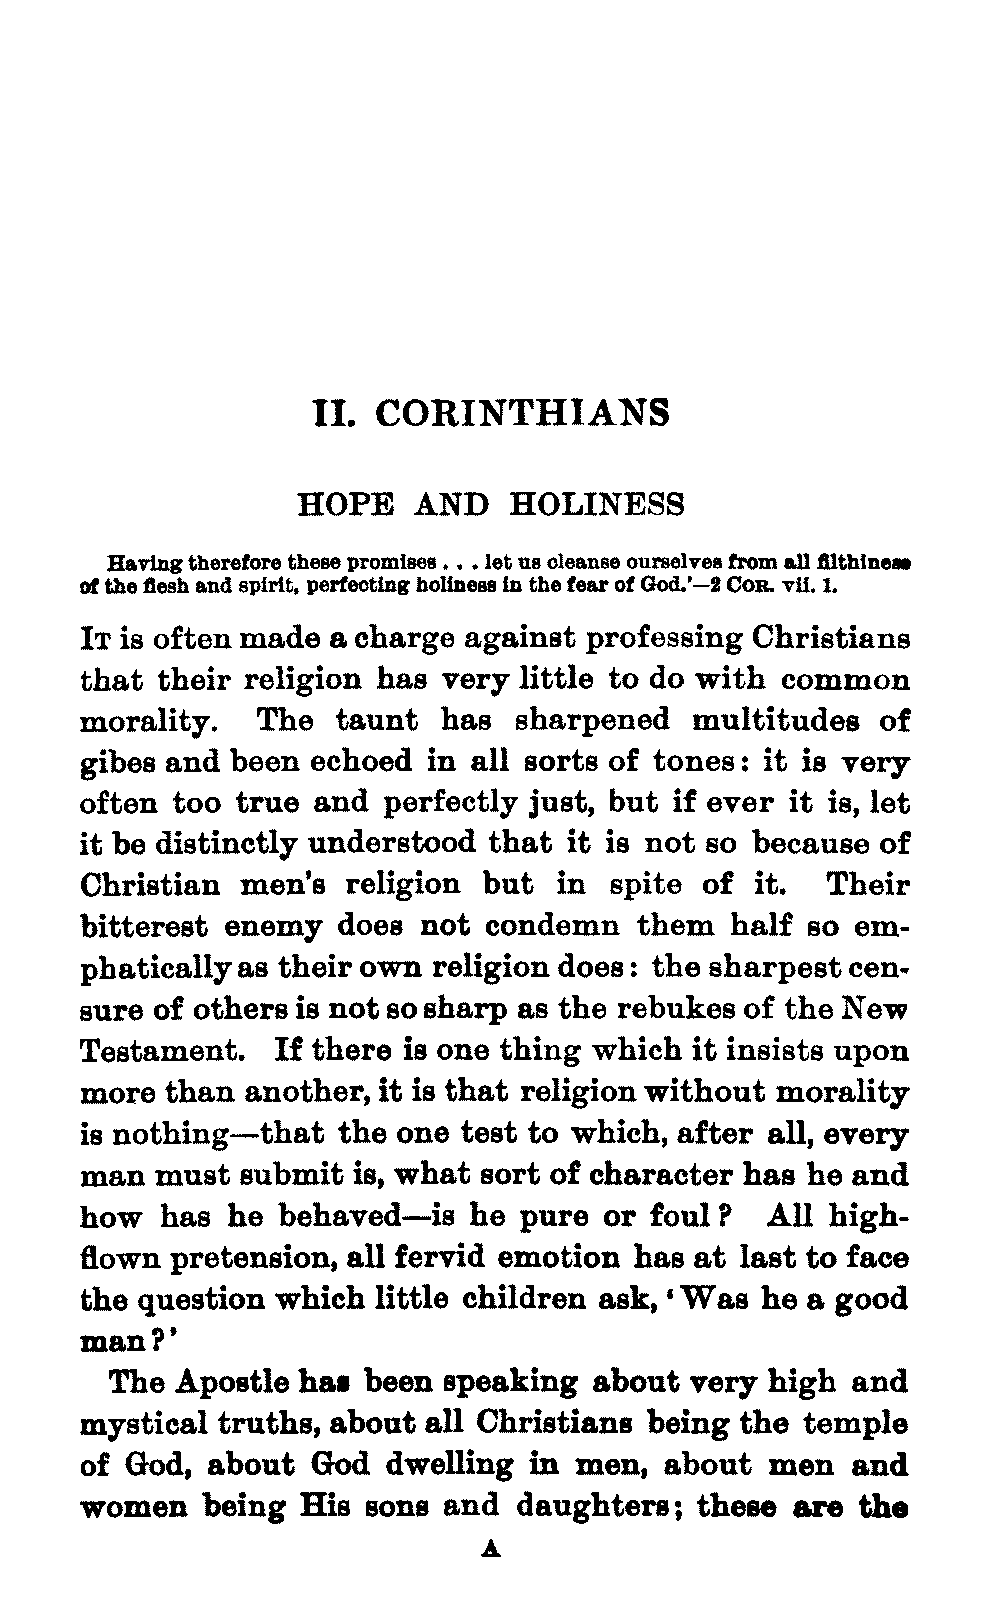 II. CORINTHIANS
HOPE AND HOLINESS
Having therefore these promises . . . let us cleanse ourselves from all filthiness
of the flesh and spirit, perfecting holiness in the fear of God.'—2 COR. vii. 1.
IT is often made a charge against professing Christians
that their religion has very little to do with common
morality. The taunt has sharpened multitudes of
gibes and been echoed in all sorts of tones: it is very
often too true and perfectly just, but if ever it is, let
it be distinctly understood that it is not so because of
Christian men's religion but in spite of it. Their
bitterest enemy does not condemn them half so em-
phatically as their own religion does: the sharpest cen-
sure of others is not so sharp as the rebukes of the New
Testament. If there is one thing which it insists upon
more than another, it is that religion without morality
is nothing—that the one test to which, after all, every
man must submit is, what sort of character has he and
how has he behaved—is he pure or foul? All high-
flown pretension, all fervid emotion has at last to face
the question which little children ask, 'Was he a good
man?'
The Apostle has been speaking about very high and
mystical truths, about all Christians being the temple
of God, about God dwelling in men, about men and
women being His sons and daughters; these are the
A